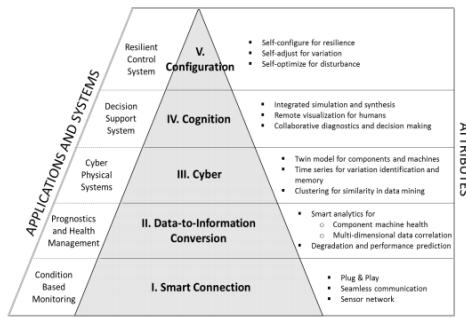 APPLICATIONS AND SYSTEMS
ATTRIBUTES
Resilient
Control
System
V.
Configuration
▪ Self-configure for resilience
▪ Self-adjust for variation
▪ Self-optimize for disturbance
Decision
Support
System
IV. Cognition
▪ Integrated simulation and synthesis
▪ Remote visualization for humans
▪ Collaborative diagnostics and decision making
Cyber
Physical
Systems
III. Cyber
▪ Twin model for components and machines
▪ Time series for variation identification and
memory
▪ Clustering for similarity in data mining
Prognostics
and Health
Management
II. Data-to-Information
Conversion
▪ Smart analytics for
o Component machine health
o Multi-dimensional data correlation
▪ Degradation and performance prediction
Condition
Based
Monitoring
I. Smart Connection
▪ Plug & Play
▪ Seamless communication
▪ Sensor network